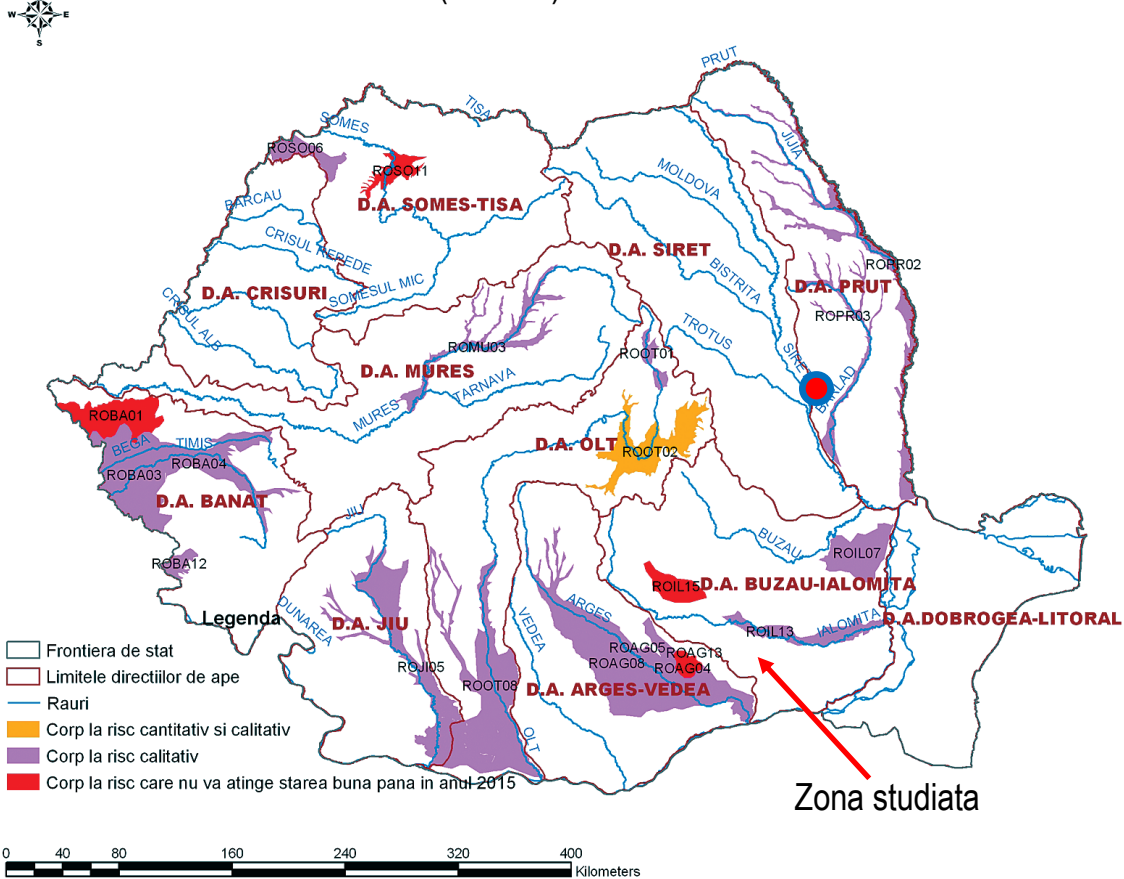 W
E
S
PRUT
TISA
SOMES
JIJIA
ROSO06
ROSO11
MOLDOVA
BARCAU
D.A. SOMES-TISA
CRISUL REPEDE
D.A. SIRET
BISTRITA
ROPR02
D.A. CRISURI
SOMESUL MIC
D.A. PRUT
CRISUL ALB
ROPR03
TROTUS
ROMU03
ROOT01
SIRET
D.A. MURES
TARNAVA
BARLAD
ROBA01
MURES
BEGA
TIMIS
D.A. OLT
ROOT02
ROBA03
ROBA04
D.A. BANAT
JIU
BUZAU
ROIL07
ROBA12
ROIL15
D.A. BUZAU-IALOMITA
DUNAREA
Legenda
D.A. JIU
VEDEA
ARGES
ROIL13
IALOMITA
D.A.DOBROGEA-LITORAL
Frontiera de stat
ROAG05
ROAG13
ROJI05
ROAG08
ROAG04
Limitele directiilor de ape
ROOT08
D.A. ARGES-VEDEA
Rauri
OLT
Corp la risc cantitativ si calitativ
Corp la risc calitativ
Corp la risc care nu va atinge starea buna pana in anul 2015
Zona studiata
0 40 80 160 240 320 400
Kilometers